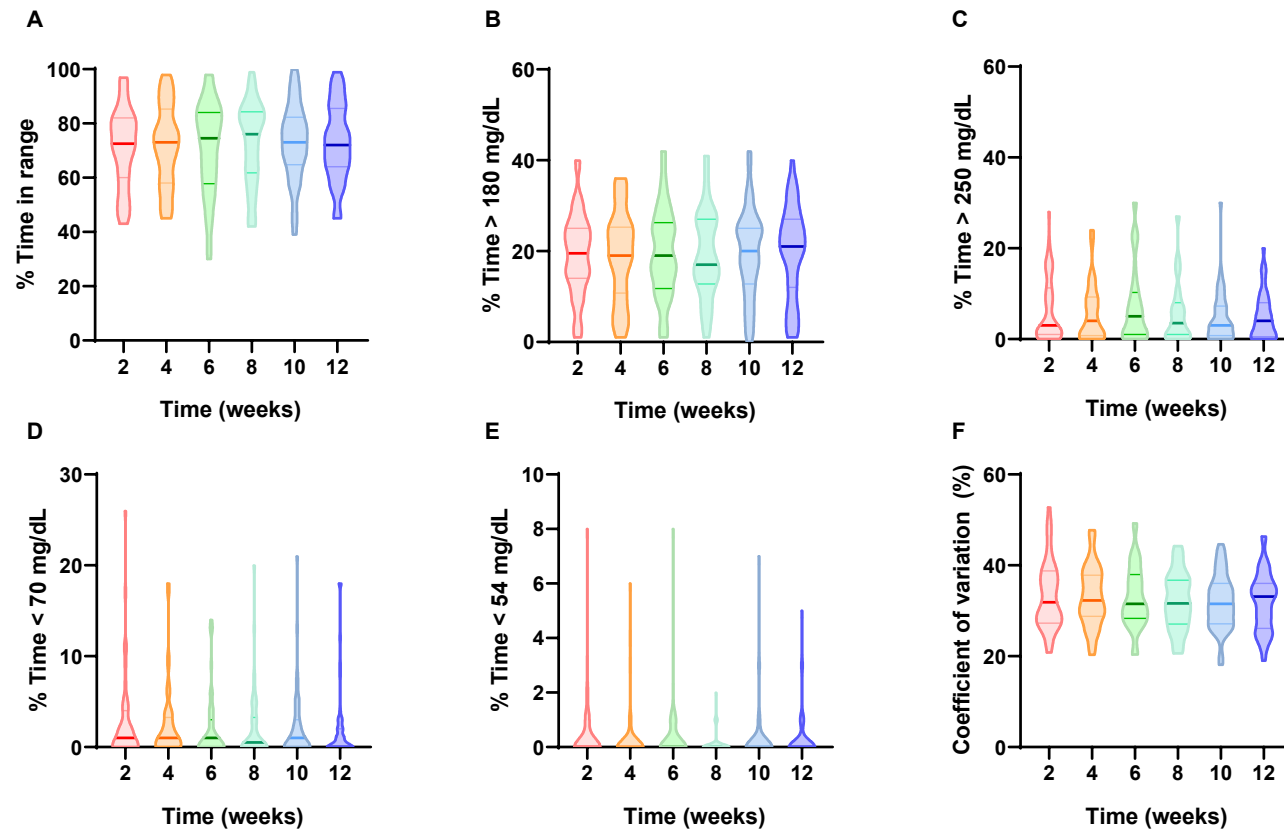 A
% Time in range
100
80
60
40
20
0
2 4 6 8 10 12
Time (weeks)
B
% Time > 180 mg/dL
60
40
20
0
2 4 6 8 10 12
Time (weeks)
C
% Time > 250 mg/dL
60
40
20
0
2 4 6 8 10 12
Time (weeks)
D
% Time < 70 mg/dL
30
20
10
0
2 4 6 8 10 12
Time (weeks)
E
% Time < 54 mg/dL
10
8
6
4
2
0
2 4 6 8 10 12
Time (weeks)
F
Coefficient of variation (%)
60
40
20
0
2 4 6 8 10 12
Time (weeks)